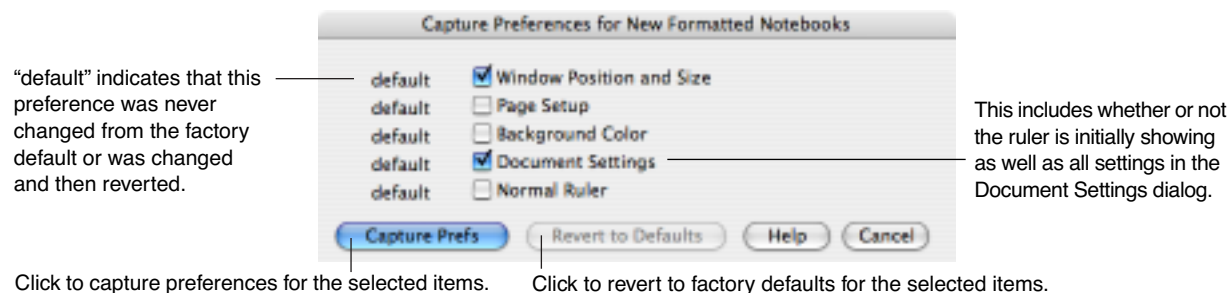 Capture Preferences for New Formatted Notebooks
“default” indicates that this
preference was never
changed from the factory
default or was changed
and then reverted.
default Window Position and Size
default Page Setup
default Background Color
default Document Settings
default Normal Ruler
This includes whether or not
the ruler is initially showing
as well as all settings in the
Document Settings dialog.
Capture Prefs Revert to Defaults Help Cancel
Click to capture preferences for the selected items. Click to revert to factory defaults for the selected items.